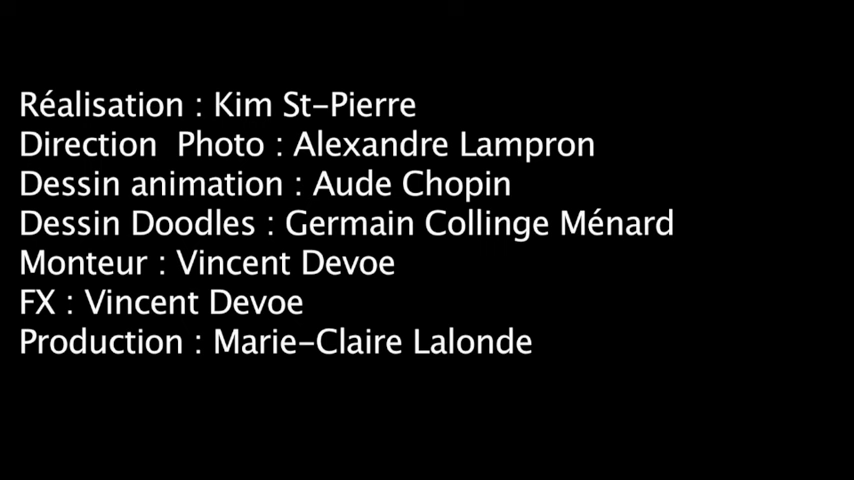 Réalisation : Kim St-Pierre
Direction  Photo : Alexandre Lampron
Dessin animation : Aude Chopin
Dessin Doodles : Germain Collinge Ménard
Monteur : Vincent Devoe
FX : Vincent Devoe
Production : Marie-Claire Lalonde